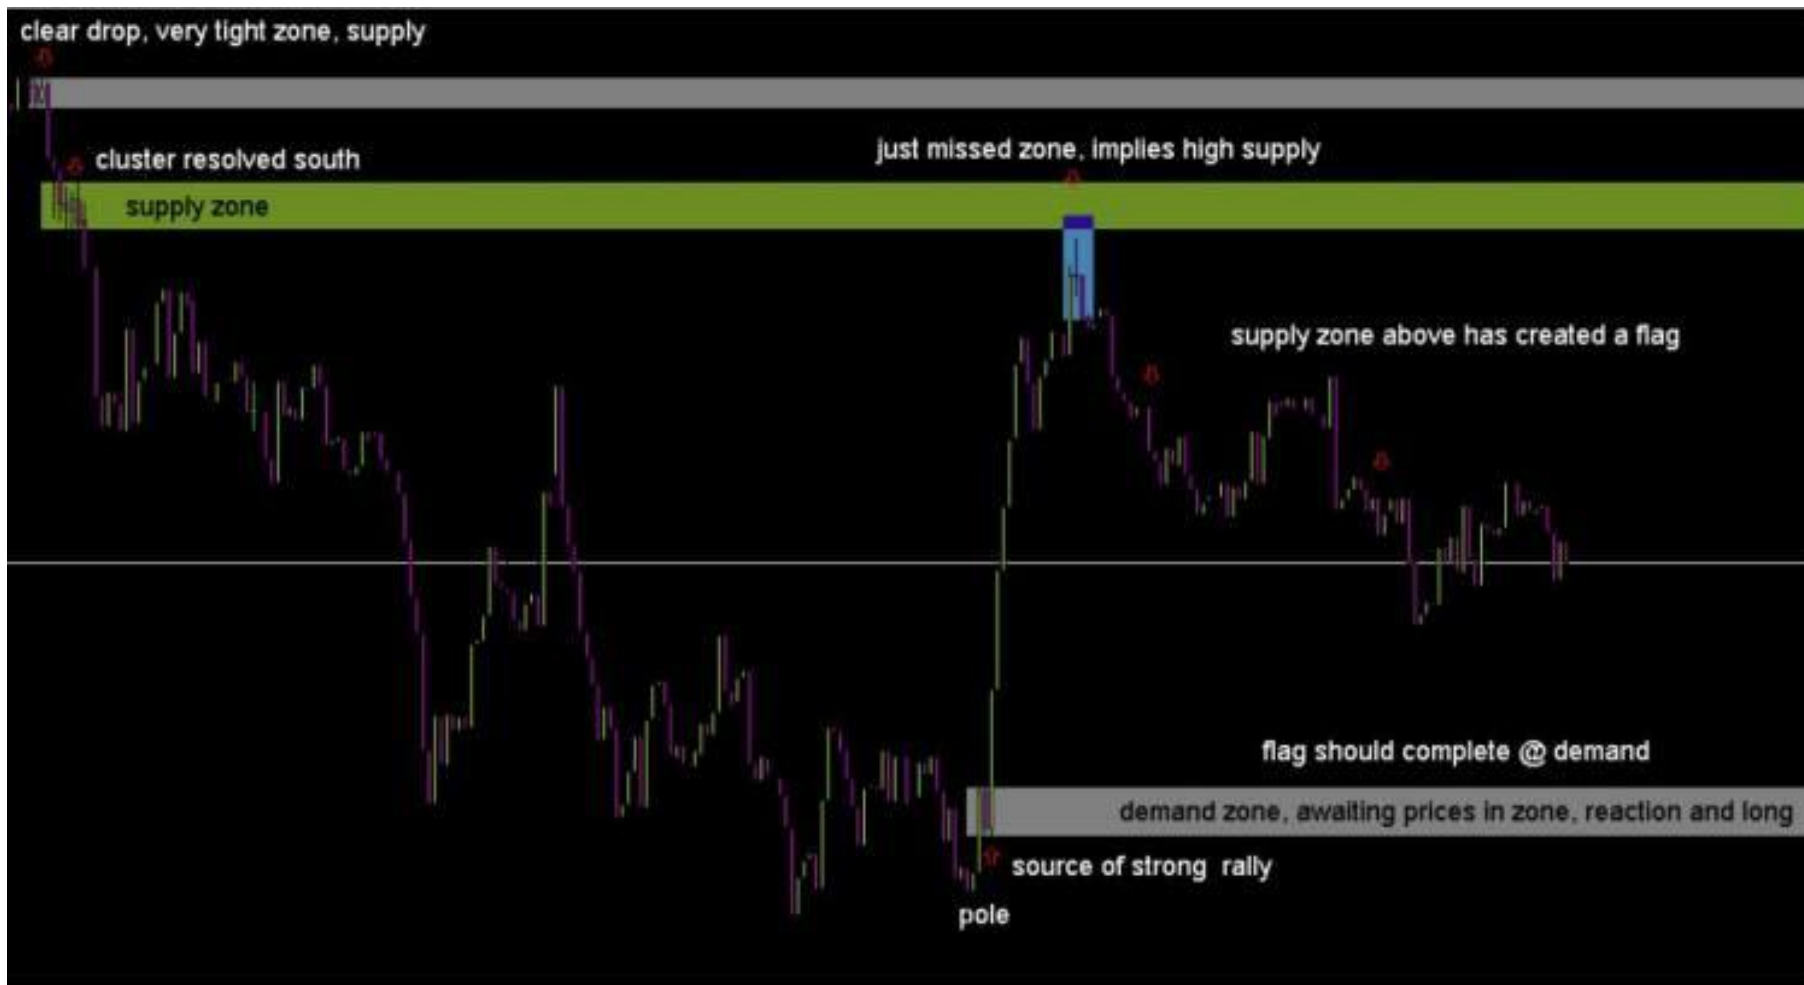 clear drop, very tight zone, supply
cluster resolved south
just missed zone, implies high supply
supply zone
supply zone above has created a flag
flag should complete @ demand
demand zone, awaiting prices in zone, reaction and long
source of strong rally
pole